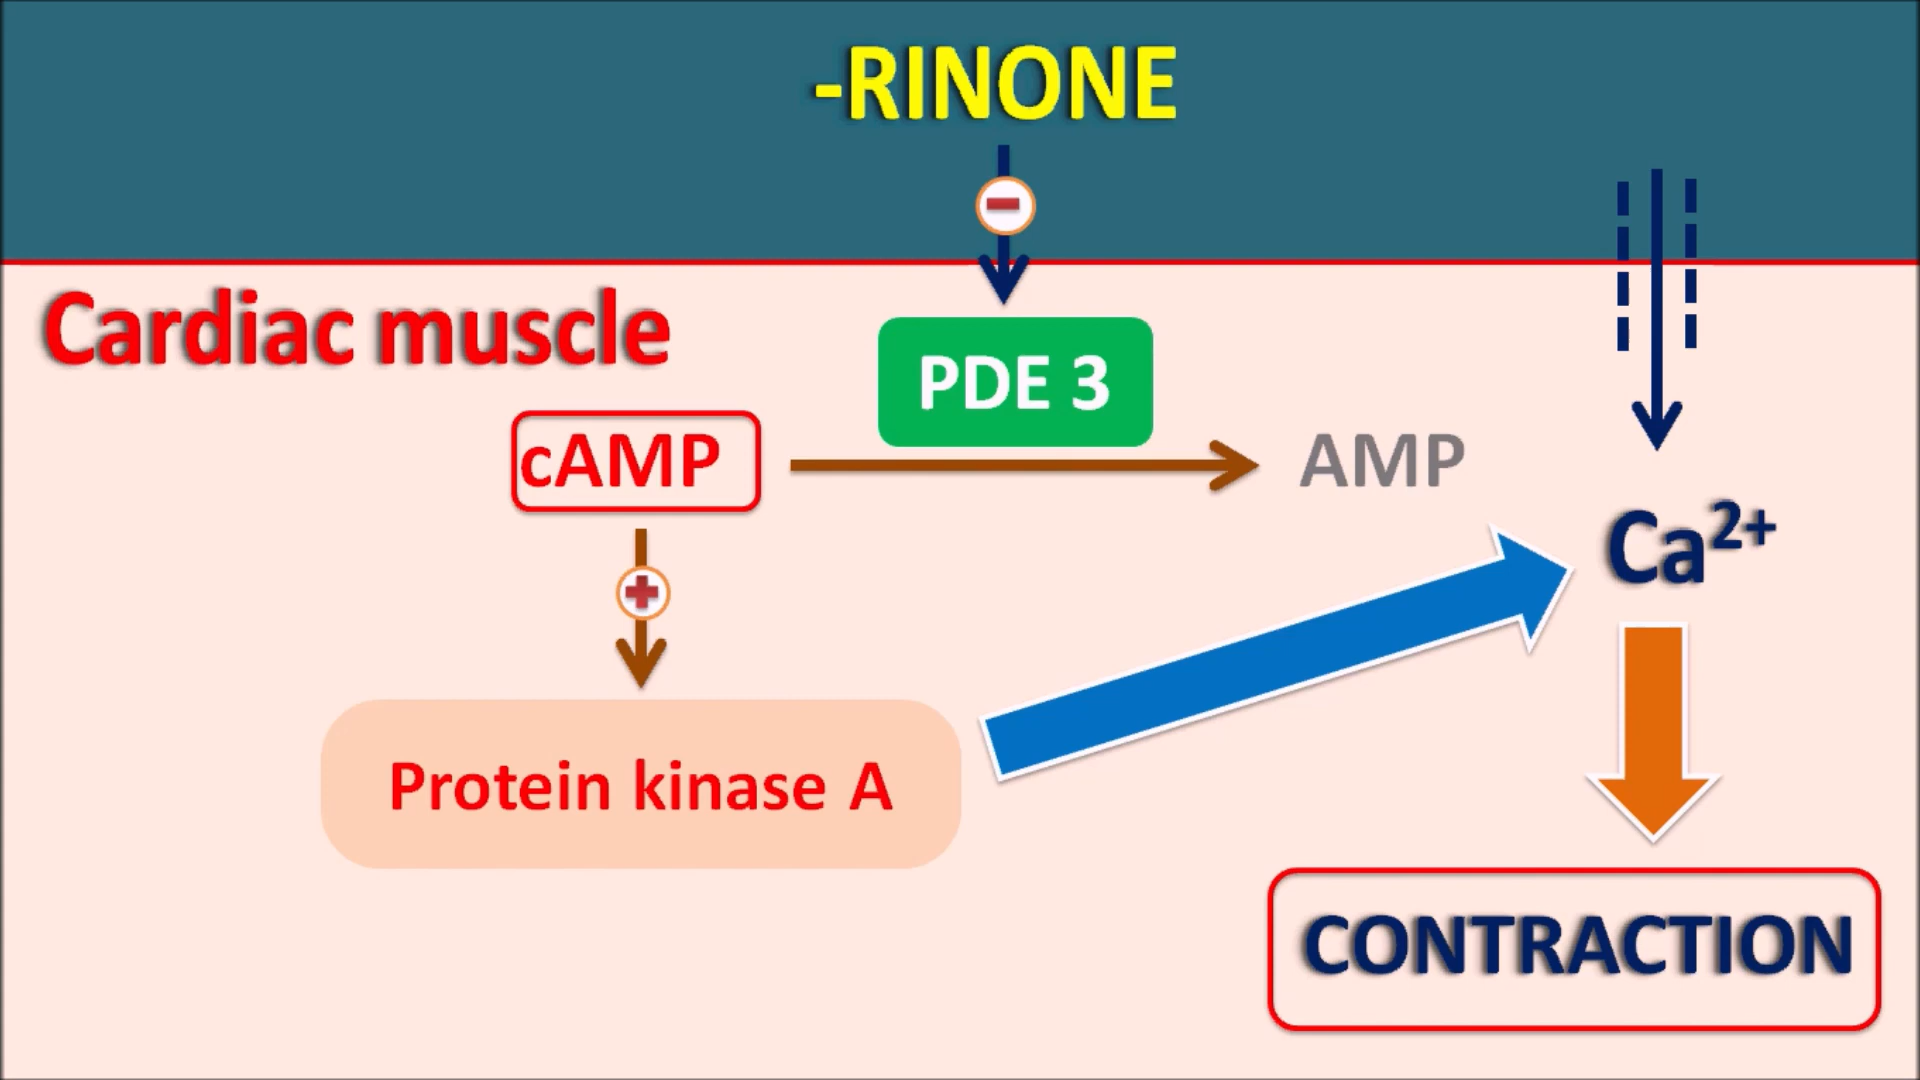 -RINONE
Cardiac muscle
PDE 3
cAMP
AMP
Ca²⁺
Protein kinase A
CONTRACTION